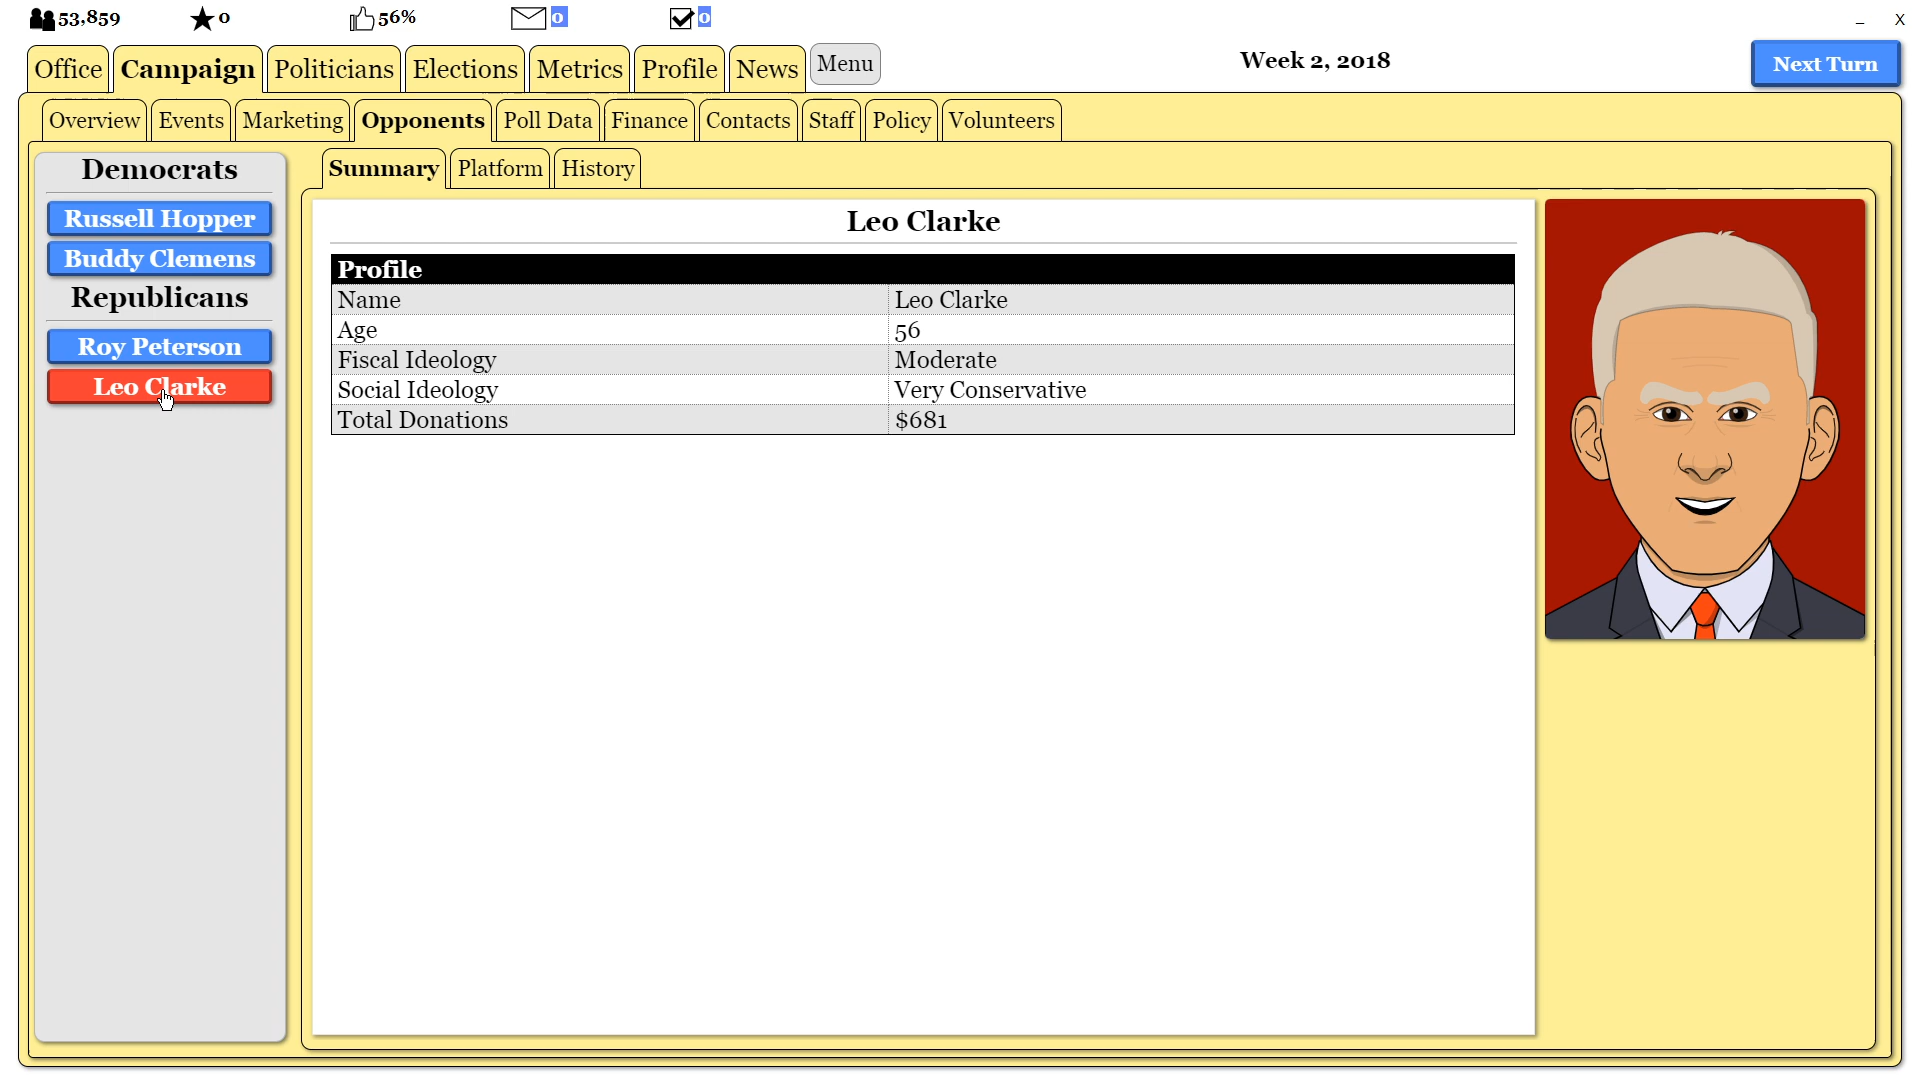 53,859 0 56% 0 0 _ X
Office Campaign Politicians Elections Metrics Profile News Menu Week 2, 2018 Next Turn
Overview Events Marketing Opponents Poll Data Finance Contacts Staff Policy Volunteers
Democrats
Russell Hopper
Buddy Clemens
Republicans
Roy Peterson
Leo Clarke
Summary Platform History
Leo Clarke
Profile
Name Leo Clarke
Age 56
Fiscal Ideology Moderate
Social Ideology Very Conservative
Total Donations $681